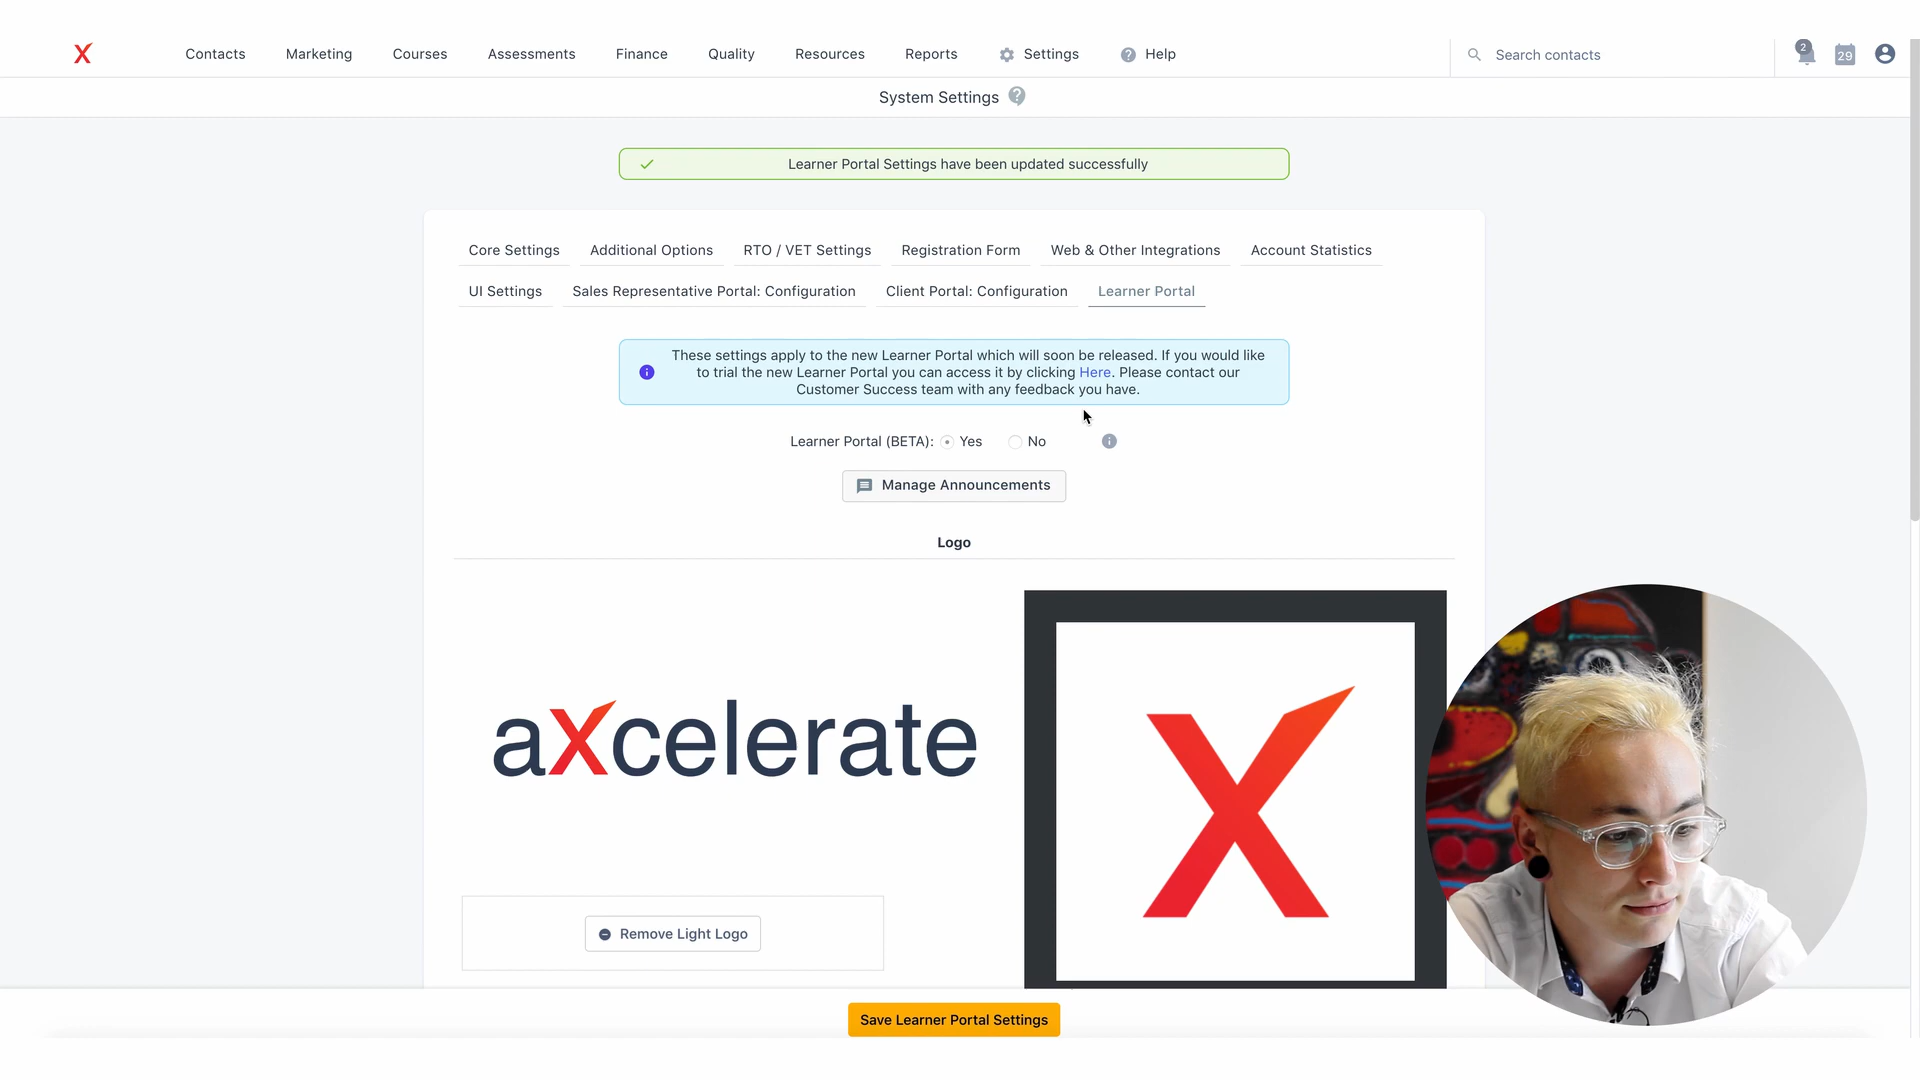 Contacts Marketing Courses Assessments Finance Quality Resources Reports Settings Help Search contacts 2 29
System Settings
Learner Portal Settings have been updated successfully
Core Settings Additional Options RTO / VET Settings Registration Form Web & Other Integrations Account Statistics
UI Settings Sales Representative Portal: Configuration Client Portal: Configuration Learner Portal
These settings apply to the new Learner Portal which will soon be released. If you would like
to trial the new Learner Portal you can access it by clicking Here. Please contact our
Customer Success team with any feedback you have.
Learner Portal (BETA): Yes No
Manage Announcements
Logo
axcelerate
X
Remove Light Logo
Save Learner Portal Settings